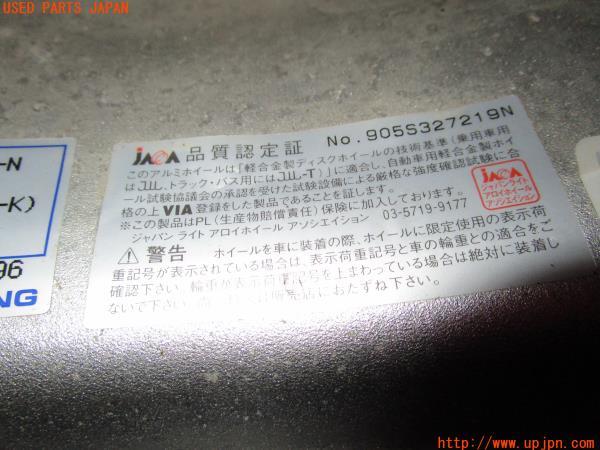 USED PARTS JAPAN
JAWA 品質認定証 No.905S327219N
このアルミホイールは「軽合金製ディスクホイールの技術基準(乗用車用
はJWL、トラック・バス用にはJWL-T)」に適合し、自動車用軽合金製ホイ
ール試験協議会の承認を受けた試験設備による厳格な強度確認試験に合
格の上VIA登録をした製品であることを証します。
※この製品はPL(生産物賠償責任)保険に加入しております。
ジャパン ライト アロイホイール アソシエイション 03-5719-9177
JAWA
ジャパンライト
アロイホイール
アソシエイション
警告 ホイールを車に装着の際、ホイールに限定使用の表示荷
重記号が表示されている場合は、表示荷重記号と車の輪重との適合をご
確認下さい。輪重が表示荷重記号を上まわっている場合は絶対に装着し
ないで下さい。
販売店におたずね下さい。
-N
-K)
96
NG
http://www.upjpn.com/